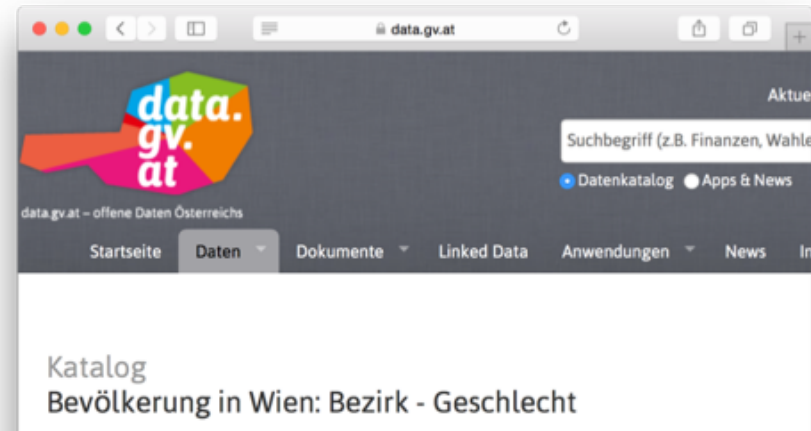 data.gv.at
data.
gv.
at
Aktue
Suchbegriff (z.B. Finanzen, Wahle
Datenkatalog Apps & News
data.gv.at – offene Daten Österreichs
Startseite Daten Dokumente Linked Data Anwendungen News In
Katalog
Bevölkerung in Wien: Bezirk - Geschlecht